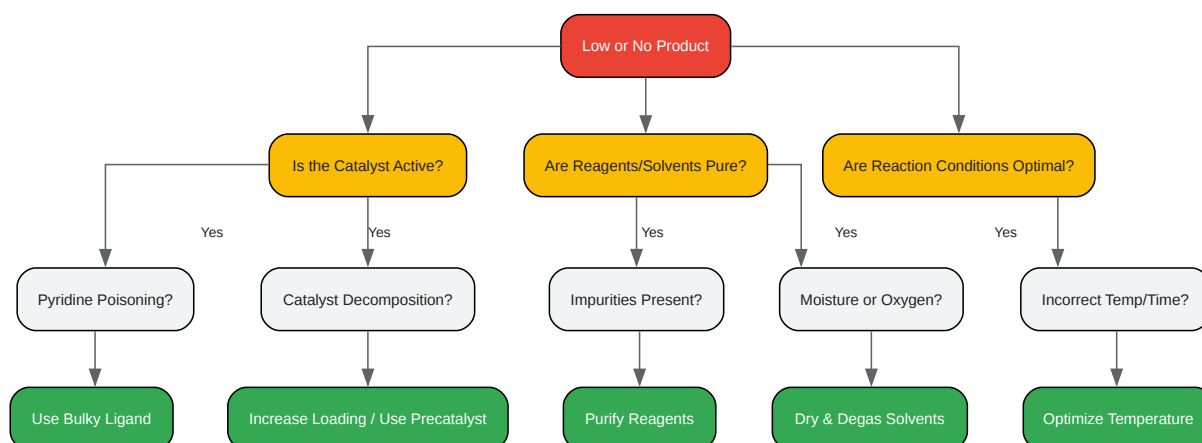 Low or No Product
Is the Catalyst Active?
Are Reagents/Solvents Pure?
Are Reaction Conditions Optimal?
Yes
Yes
Yes
Yes
Yes
Pyridine Poisoning?
Catalyst Decomposition?
Impurities Present?
Moisture or Oxygen?
Incorrect Temp/Time?
Use Bulky Ligand
Increase Loading / Use Precatalyst
Purify Reagents
Dry & Degas Solvents
Optimize Temperature